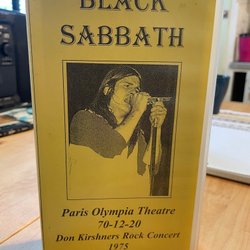 BLACK
SABBATH
Paris Olympia Theatre
70-12-20
Don Kirshners Rock Concert
1975